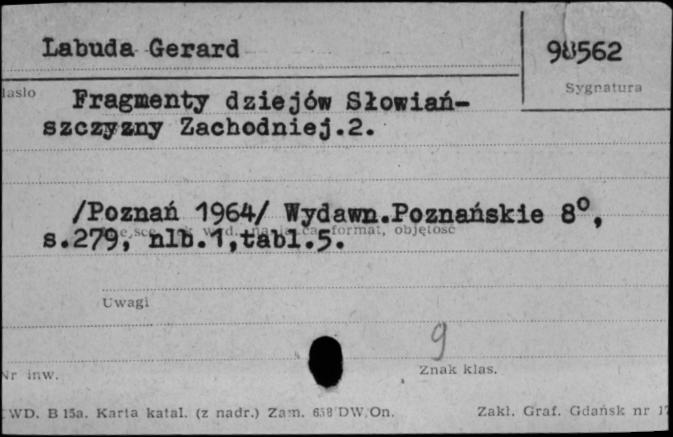 Labuda Gerard
98562
Sygnatura
Hasło
Fragmenty dziejów Słowiań-
szczyzny Zachodniej.2.
/Poznań 1964/ Wydawn.Poznańskie 8°,
s.279, nlb.1,tabl.5.
format, objętość
Uwagi
9
Nr inw.
Znak klas.
WD. B 15a. Karta katal. (z nadr.) Zam. 658 DW/On.
Zakł. Graf. Gdańsk nr 17